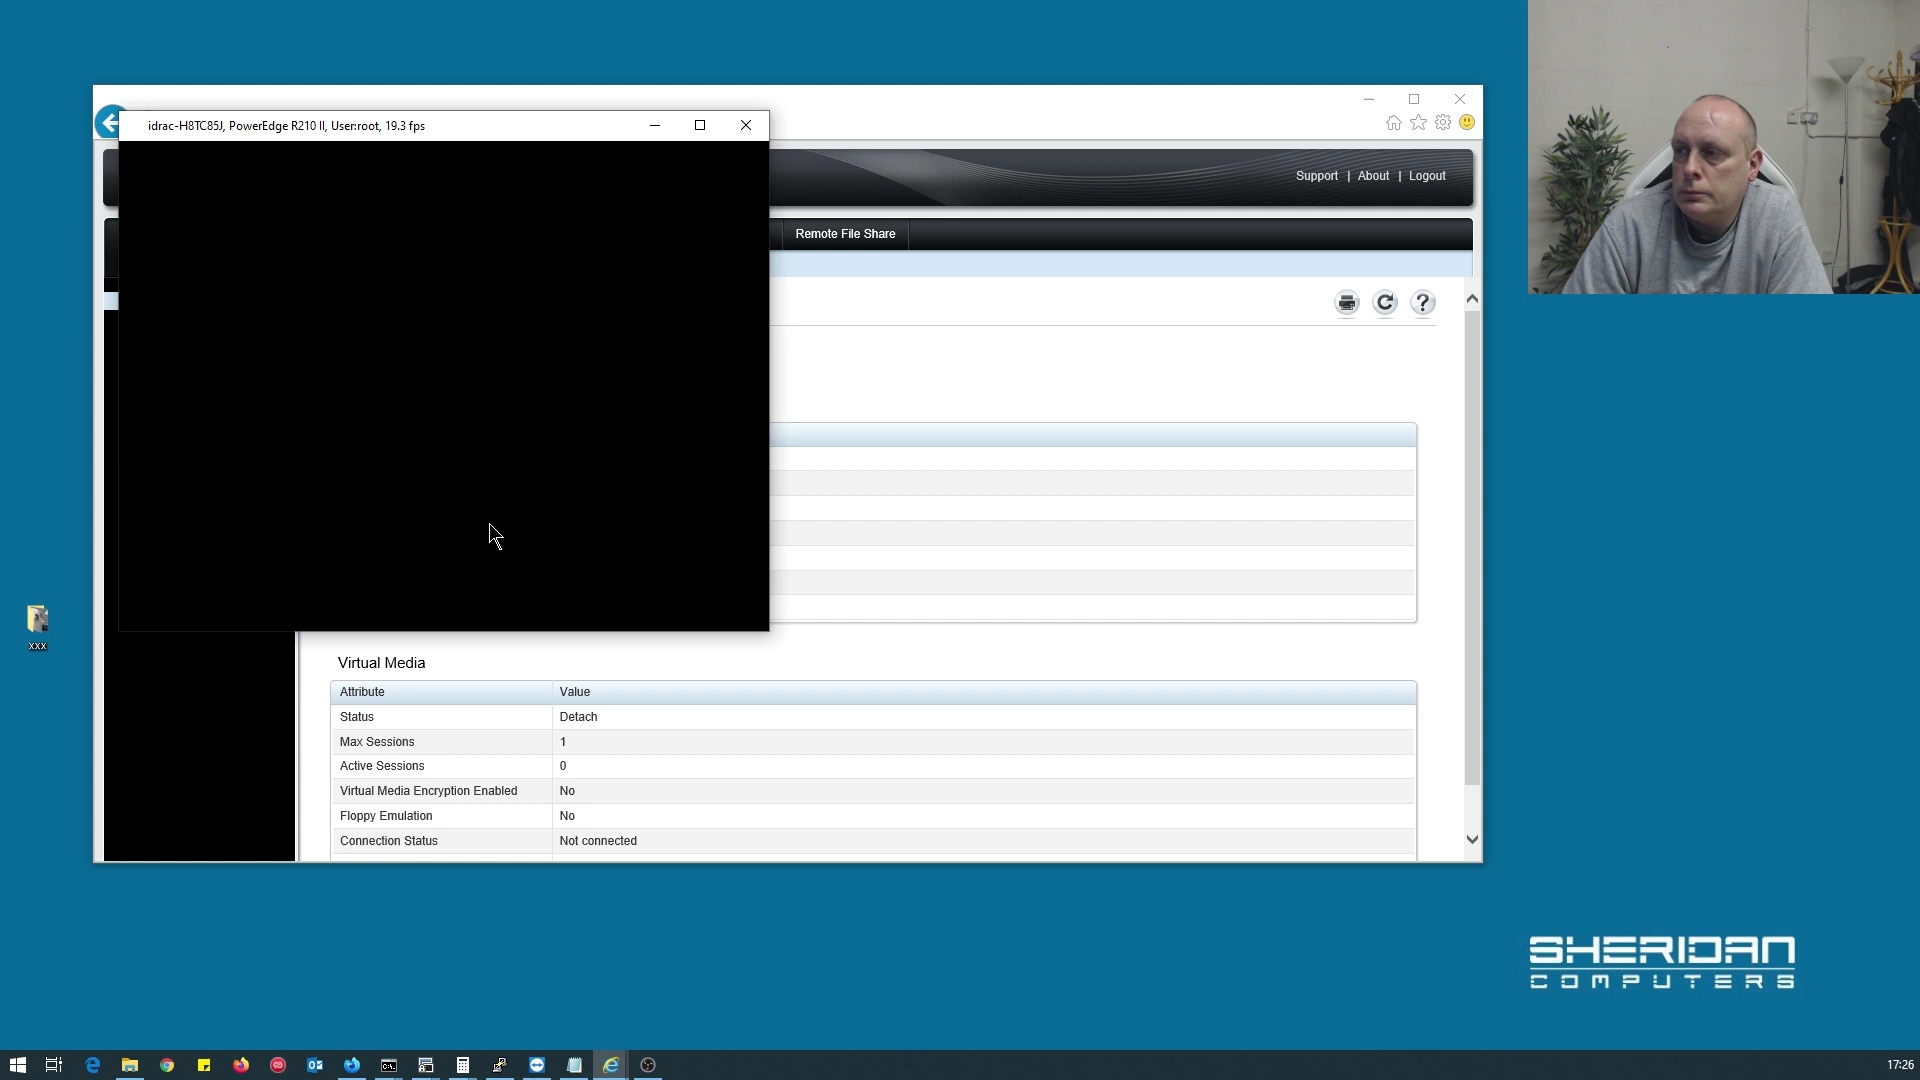 idrac-H8TC85J, PowerEdge R210 II, User:root, 19.3 fps
Support | About | Logout
Remote File Share
Virtual Media
Attribute Value
Status Detach
Max Sessions 1
Active Sessions 0
Virtual Media Encryption Enabled No
Floppy Emulation No
Connection Status Not connected
xxx
SHERIDAN
COMPUTERS
17:26